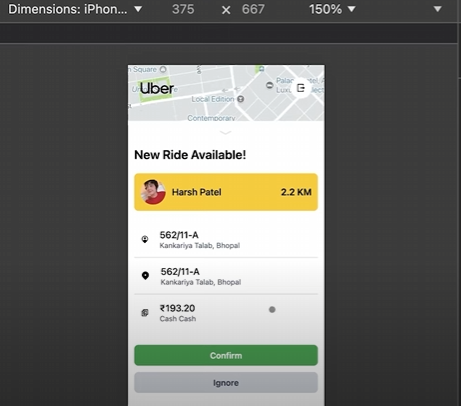 Dimensions: iPhon... ▼ 375 × 667 150% ▼ ▼
Square
Uber
Local Edition
Contemporary
New Ride Available!
Harsh Patel 2.2 KM
562/11-A
Kankariya Talab, Bhopal
562/11-A
Kankariya Talab, Bhopal
₹193.20
Cash Cash
Confirm
Ignore